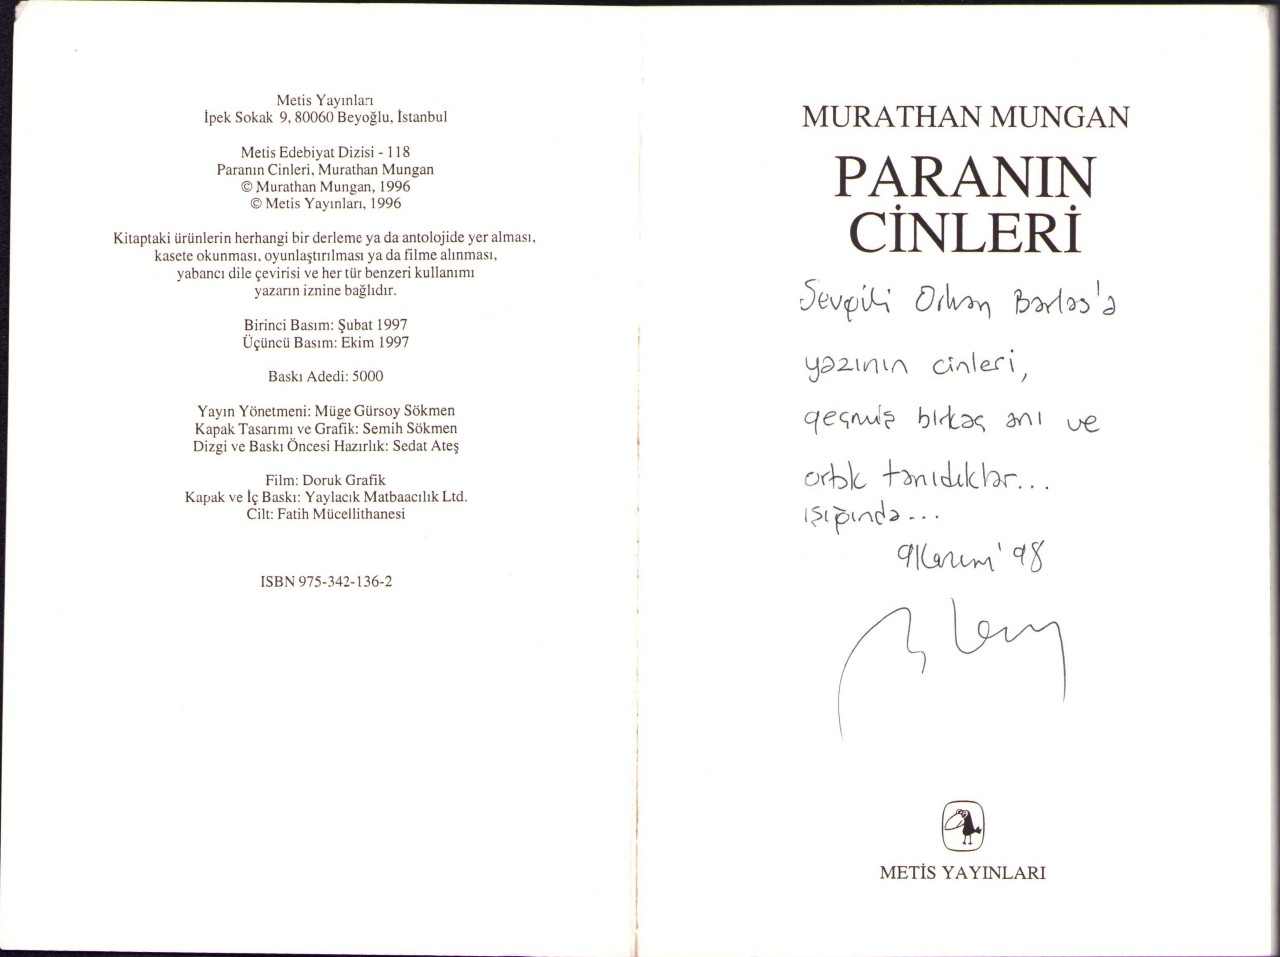 Metis Yayınları
İpek Sokak 9, 80060 Beyoğlu, İstanbul
Metis Edebiyat Dizisi - 118
Paranın Cinleri, Murathan Mungan
© Murathan Mungan, 1996
© Metis Yayınları, 1996
Kitaptaki ürünlerin herhangi bir derleme ya da antolojide yer alması,
kasete okunması, oyunlaştırılması ya da filme alınması,
yabancı dile çevirisi ve her tür benzeri kullanımı
yazarın iznine bağlıdır.
Birinci Basım: Şubat 1997
Üçüncü Basım: Ekim 1997
Baskı Adedi: 5000
Yayın Yönetmeni: Müge Gürsoy Sökmen
Kapak Tasarımı ve Grafik: Semih Sökmen
Dizgi ve Baskı Öncesi Hazırlık: Sedat Ateş
Film: Doruk Grafik
Kapak ve İç Baskı: Yaylacık Matbaacılık Ltd.
Cilt: Fatih Mücellithanesi
ISBN 975-342-136-2
MURATHAN MUNGAN
PARANIN
CİNLERİ
Sevgili Orhan Barlas'a
yazının cinleri,
geçmiş birkaç anı ve
ortak tanıdıklar...
ışığında...
9 Kasım '98
METİS YAYINLARI